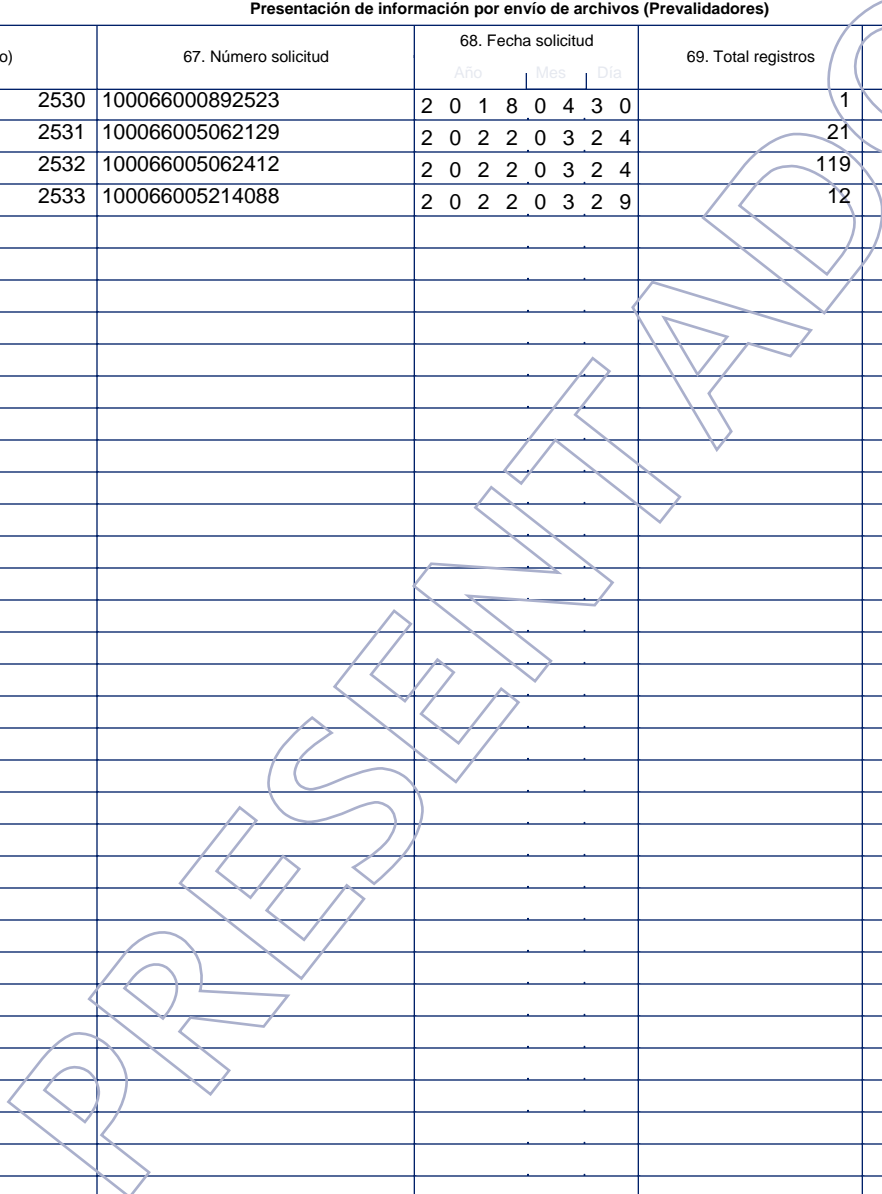 Presentación de información por envío de archivos (Prevalidadores)
o) 67. Número solicitud 68. Fecha solicitud 69. Total registros
Año Mes Día
2530 100066000892523 2 0 1 8 0 4 3 0 1
2531 100066005062129 2 0 2 2 0 3 2 4 21
2532 100066005062412 2 0 2 2 0 3 2 4 119
2533 100066005214088 2 0 2 2 0 3 2 9 12
PRESENTADO